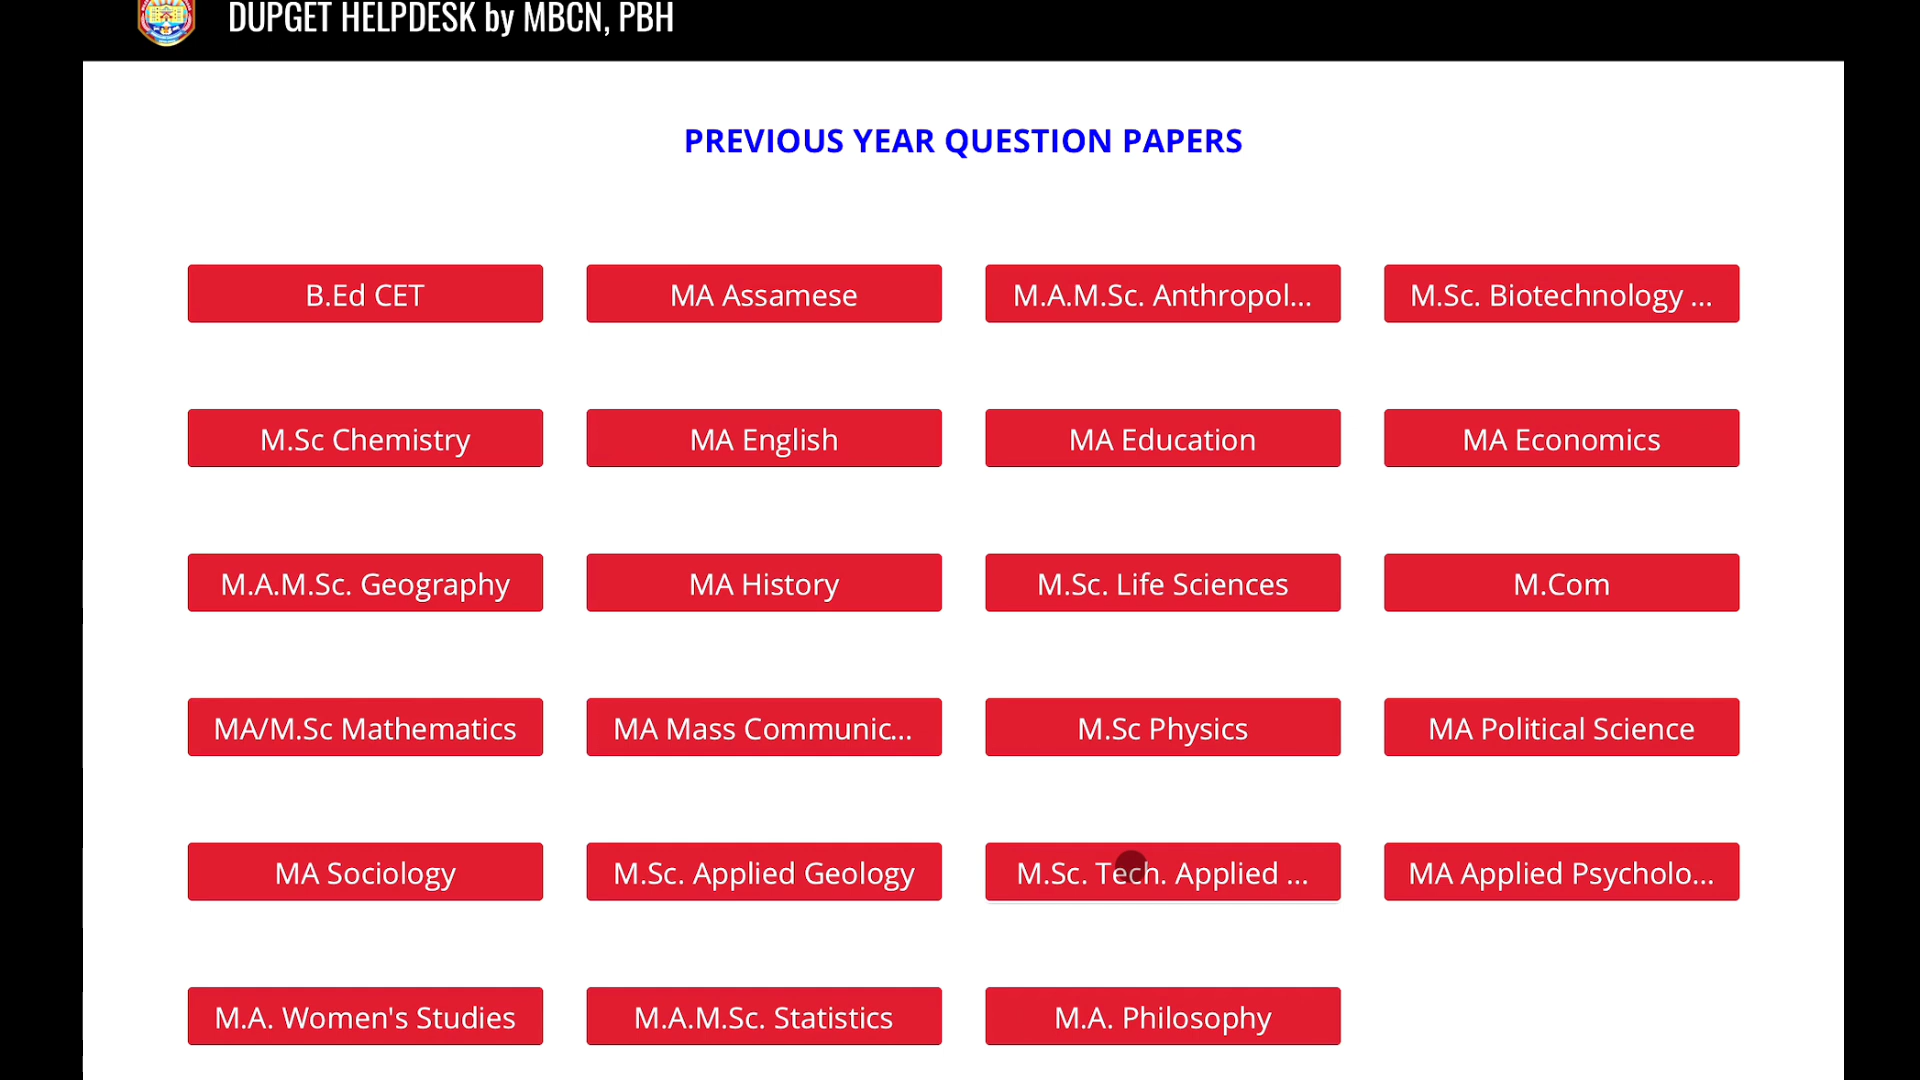 DUPGET HELPDESK by MBCN, PBH
PREVIOUS YEAR QUESTION PAPERS
B.Ed CET
MA Assamese
M.A.M.Sc. Anthropol...
M.Sc. Biotechnology ...
M.Sc Chemistry
MA English
MA Education
MA Economics
M.A.M.Sc. Geography
MA History
M.Sc. Life Sciences
M.Com
MA/M.Sc Mathematics
MA Mass Communic...
M.Sc Physics
MA Political Science
MA Sociology
M.Sc. Applied Geology
M.Sc. Tech. Applied ...
MA Applied Psycholo...
M.A. Women's Studies
M.A.M.Sc. Statistics
M.A. Philosophy